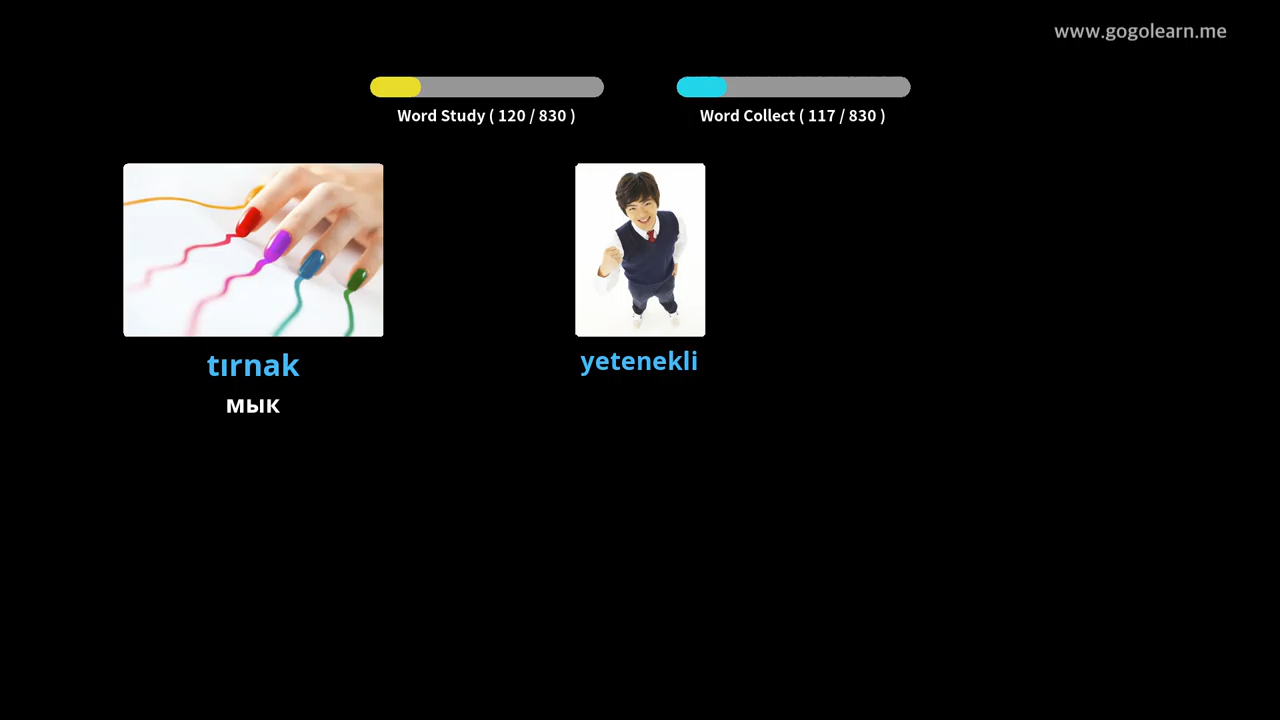 www.gogolearn.me
Word Study ( 120 / 830 )
Word Collect ( 117 / 830 )
tırnak
мык
yetenekli